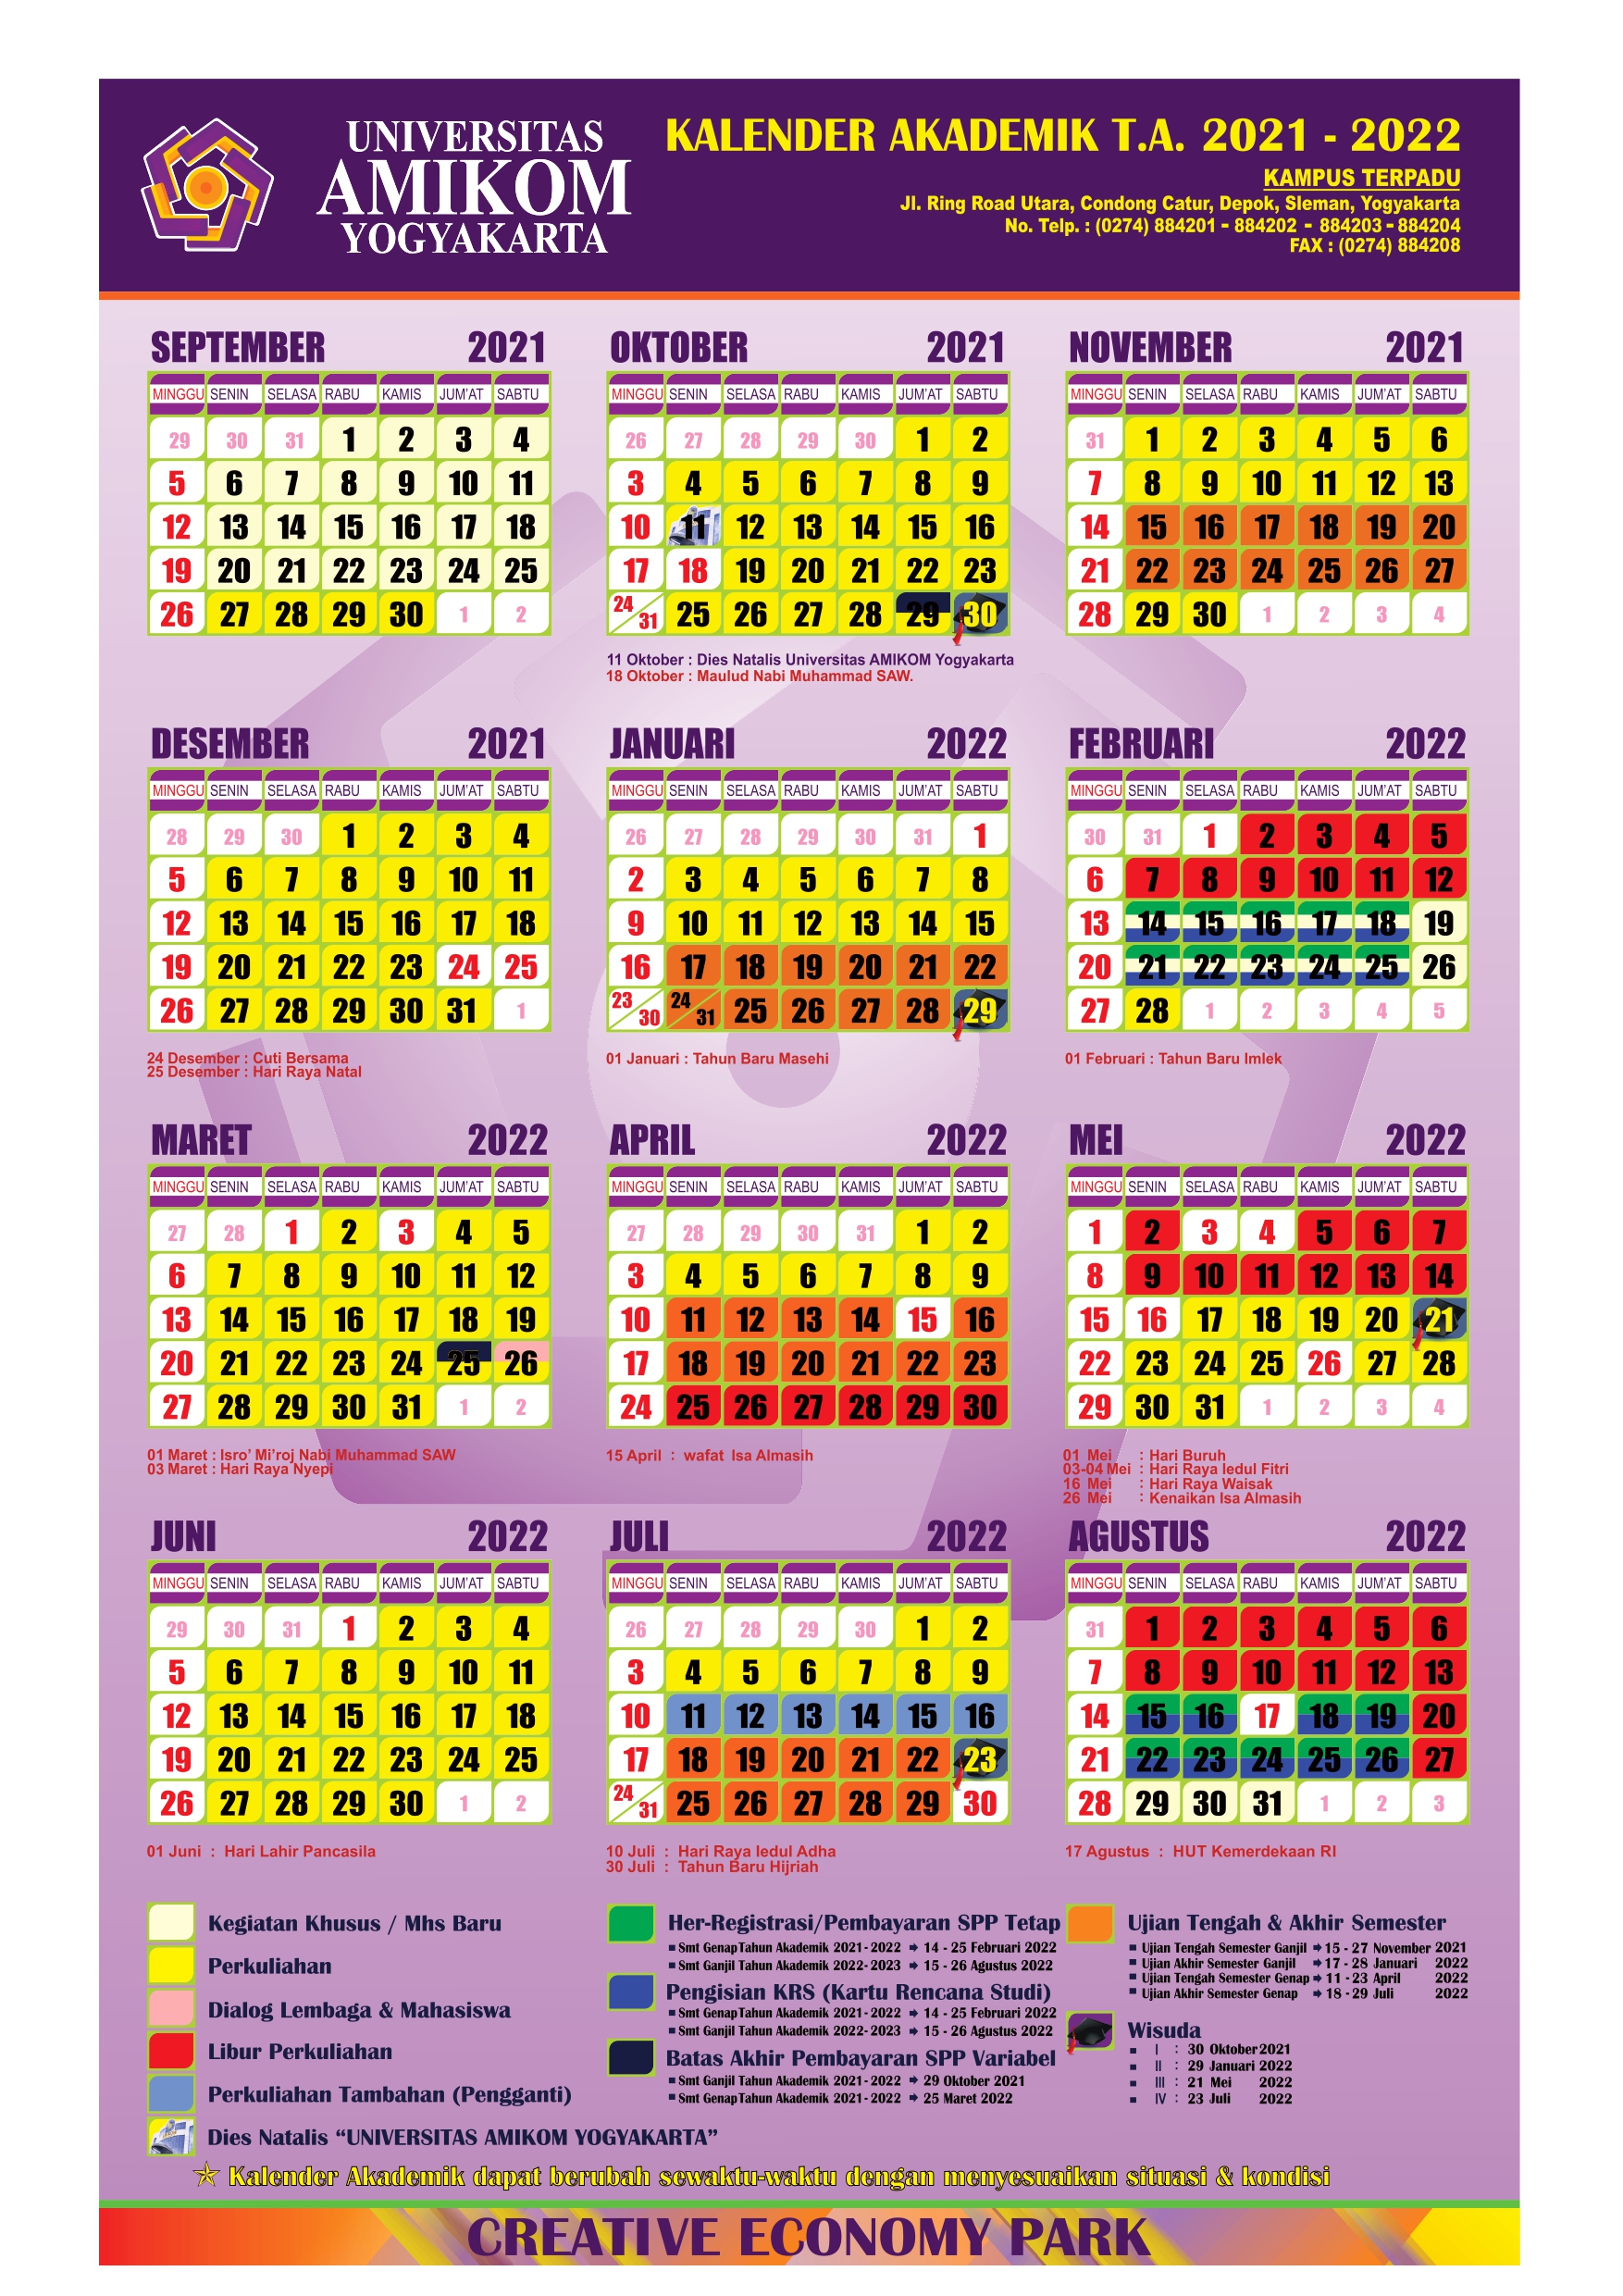 UNIVERSITAS
AMIKOM
YOGYAKARTA
KALENDER AKADEMIK T.A. 2021 - 2022
KAMPUS TERPADU
Jl. Ring Road Utara, Condong Catur, Depok, Sleman, Yogyakarta
No. Telp. : (0274) 884201 - 884202 - 884203 - 884204
FAX : (0274) 884208
SEPTEMBER 2021
MINGGU SENIN SELASA RABU KAMIS JUM'AT SABTU
29 30 31 1 2 3 4
5 6 7 8 9 10 11
12 13 14 15 16 17 18
19 20 21 22 23 24 25
26 27 28 29 30 1 2
OKTOBER 2021
MINGGU SENIN SELASA RABU KAMIS JUM'AT SABTU
26 27 28 29 30 1 2
3 4 5 6 7 8 9
10 11 12 13 14 15 16
17 18 19 20 21 22 23
24/31 25 26 27 28 29 30
11 Oktober : Dies Natalis Universitas AMIKOM Yogyakarta
18 Oktober : Maulud Nabi Muhammad SAW.
NOVEMBER 2021
MINGGU SENIN SELASA RABU KAMIS JUM'AT SABTU
31 1 2 3 4 5 6
7 8 9 10 11 12 13
14 15 16 17 18 19 20
21 22 23 24 25 26 27
28 29 30 1 2 3 4
DESEMBER 2021
MINGGU SENIN SELASA RABU KAMIS JUM'AT SABTU
28 29 30 1 2 3 4
5 6 7 8 9 10 11
12 13 14 15 16 17 18
19 20 21 22 23 24 25
26 27 28 29 30 31 1
24 Desember : Cuti Bersama
25 Desember : Hari Raya Natal
JANUARI 2022
MINGGU SENIN SELASA RABU KAMIS JUM'AT SABTU
26 27 28 29 30 31 1
2 3 4 5 6 7 8
9 10 11 12 13 14 15
16 17 18 19 20 21 22
23/30 24/31 25 26 27 28 29
01 Januari : Tahun Baru Masehi
FEBRUARI 2022
MINGGU SENIN SELASA RABU KAMIS JUM'AT SABTU
30 31 1 2 3 4 5
6 7 8 9 10 11 12
13 14 15 16 17 18 19
20 21 22 23 24 25 26
27 28 1 2 3 4 5
01 Februari : Tahun Baru Imlek
MARET 2022
MINGGU SENIN SELASA RABU KAMIS JUM'AT SABTU
27 28 1 2 3 4 5
6 7 8 9 10 11 12
13 14 15 16 17 18 19
20 21 22 23 24 25 26
27 28 29 30 31 1 2
01 Maret : Isro' Mi'roj Nabi Muhammad SAW
03 Maret : Hari Raya Nyepi
APRIL 2022
MINGGU SENIN SELASA RABU KAMIS JUM'AT SABTU
27 28 29 30 31 1 2
3 4 5 6 7 8 9
10 11 12 13 14 15 16
17 18 19 20 21 22 23
24 25 26 27 28 29 30
15 April : wafat Isa Almasih
MEI 2022
MINGGU SENIN SELASA RABU KAMIS JUM'AT SABTU
1 2 3 4 5 6 7
8 9 10 11 12 13 14
15 16 17 18 19 20 21
22 23 24 25 26 27 28
29 30 31 1 2 3 4
01 Mei : Hari Buruh
03-04 Mei : Hari Raya Iedul Fitri
16 Mei : Hari Raya Waisak
26 Mei : Kenaikan Isa Almasih
JUNI 2022
MINGGU SENIN SELASA RABU KAMIS JUM'AT SABTU
29 30 31 1 2 3 4
5 6 7 8 9 10 11
12 13 14 15 16 17 18
19 20 21 22 23 24 25
26 27 28 29 30 1 2
01 Juni : Hari Lahir Pancasila
JULI 2022
MINGGU SENIN SELASA RABU KAMIS JUM'AT SABTU
26 27 28 29 30 1 2
3 4 5 6 7 8 9
10 11 12 13 14 15 16
17 18 19 20 21 22 23
24/31 25 26 27 28 29 30
10 Juli : Hari Raya Iedul Adha
30 Juli : Tahun Baru Hijriah
AGUSTUS 2022
MINGGU SENIN SELASA RABU KAMIS JUM'AT SABTU
31 1 2 3 4 5 6
7 8 9 10 11 12 13
14 15 16 17 18 19 20
21 22 23 24 25 26 27
28 29 30 31 1 2 3
17 Agustus : HUT Kemerdekaan RI
Kegiatan Khusus / Mhs Baru
Perkuliahan
Dialog Lembaga & Mahasiswa
Libur Perkuliahan
Perkuliahan Tambahan (Pengganti)
Dies Natalis “UNIVERSITAS AMIKOM YOGYAKARTA”
Her-Registrasi/Pembayaran SPP Tetap
Smt Genap Tahun Akademik 2021-2022 ➔ 14 - 25 Februari 2022
Smt Ganjil Tahun Akademik 2022-2023 ➔ 15 - 26 Agustus 2022
Pengisian KRS (Kartu Rencana Studi)
Smt Genap Tahun Akademik 2021-2022 ➔ 14 - 25 Februari 2022
Smt Ganjil Tahun Akademik 2022-2023 ➔ 15 - 26 Agustus 2022
Batas Akhir Pembayaran SPP Variabel
Smt Ganjil Tahun Akademik 2021-2022 ➔ 29 Oktober 2021
Smt Genap Tahun Akademik 2021-2022 ➔ 25 Maret 2022
Ujian Tengah & Akhir Semester
Ujian Tengah Semester Ganjil ➔ 15 - 27 November 2021
Ujian Akhir Semester Ganjil ➔ 17 - 28 Januari 2022
Ujian Tengah Semester Genap ➔ 11 - 23 April 2022
Ujian Akhir Semester Genap ➔ 18 - 29 Juli 2022
Wisuda
I : 30 Oktober 2021
II : 29 Januari 2022
III : 21 Mei 2022
IV : 23 Juli 2022
Kalender Akademik dapat berubah sewaktu-waktu dengan menyesuaikan situasi & kondisi
CREATIVE ECONOMY PARK